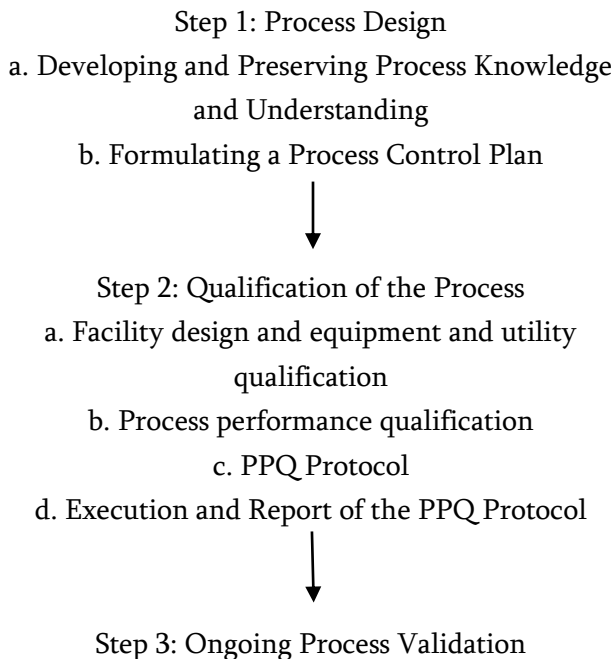 Step 1: Process Design
a. Developing and Preserving Process Knowledge
and Understanding
b. Formulating a Process Control Plan
Step 2: Qualification of the Process
a. Facility design and equipment and utility
qualification
b. Process performance qualification
c. PPQ Protocol
d. Execution and Report of the PPQ Protocol
Step 3: Ongoing Process Validation